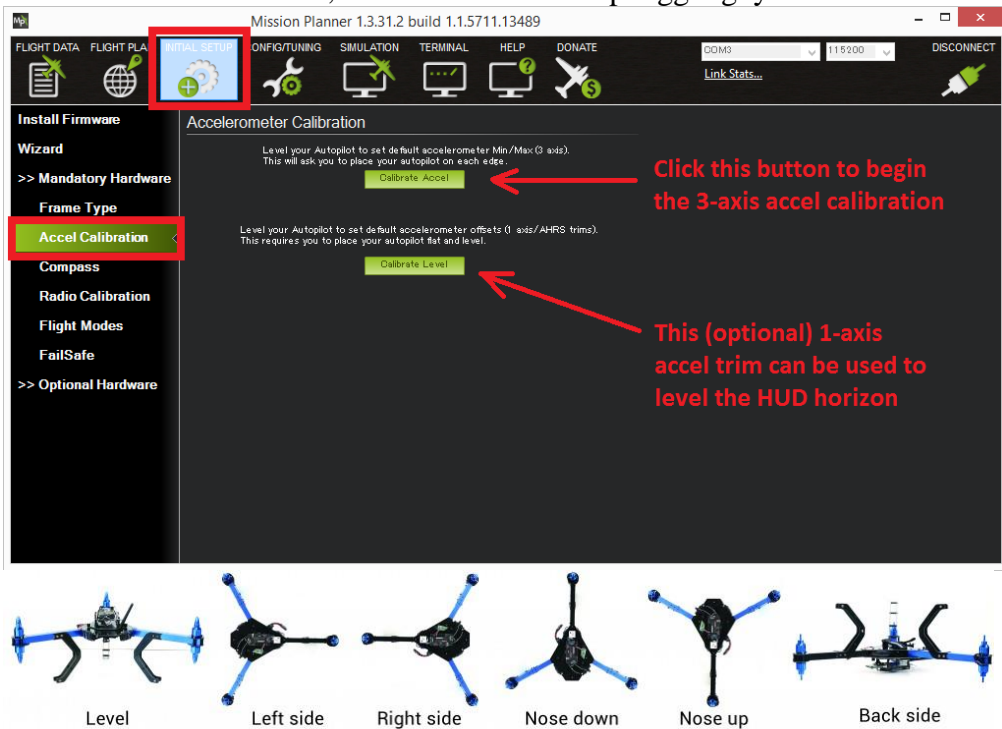 Mission Planner 1.3.31.2 build 1.1.5711.13489
FLIGHT DATA FLIGHT PLA INITIAL SETUP CONFIG/TUNING SIMULATION TERMINAL HELP DONATE COM3 115200 DISCONNECT
Link Stats...
Install Firmware
Wizard
>> Mandatory Hardware
Frame Type
Accel Calibration
Compass
Radio Calibration
Flight Modes
FailSafe
>> Optional Hardware
Accelerometer Calibration
Level your Autopilot to set default accelerometer Min/Max (3 axis).
This will ask you to place your autopilot on each edge.
Calibrate Accel
Click this button to begin
the 3-axis accel calibration
Level your Autopilot to set default accelerometer offsets (1 axis/AHRS trims).
This requires you to place your autopilot flat and level.
Calibrate Level
This (optional) 1-axis
accel trim can be used to
level the HUD horizon
Level Left side Right side Nose down Nose up Back side